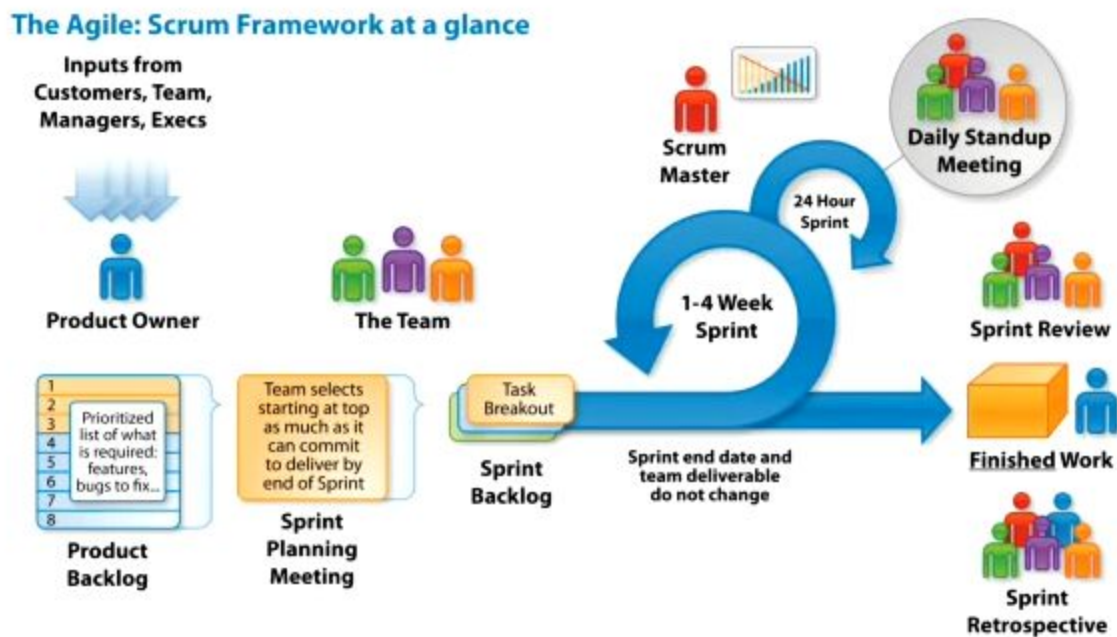 The Agile: Scrum Framework at a glance
Inputs from
Customers, Team,
Managers, Execs
Product Owner
The Team
Scrum
Master
Daily Standup
Meeting
24 Hour
Sprint
1-4 Week
Sprint
Sprint Review
1
2
3
4
5
6
7
8
Prioritized
list of what
is required:
features,
bugs to fix...
Product
Backlog
Team selects
starting at top
as much as it
can commit
to deliver by
end of Sprint
Sprint
Planning
Meeting
Task
Breakout
Sprint
Backlog
Sprint end date and
team deliverable
do not change
Finished Work
Sprint
Retrospective